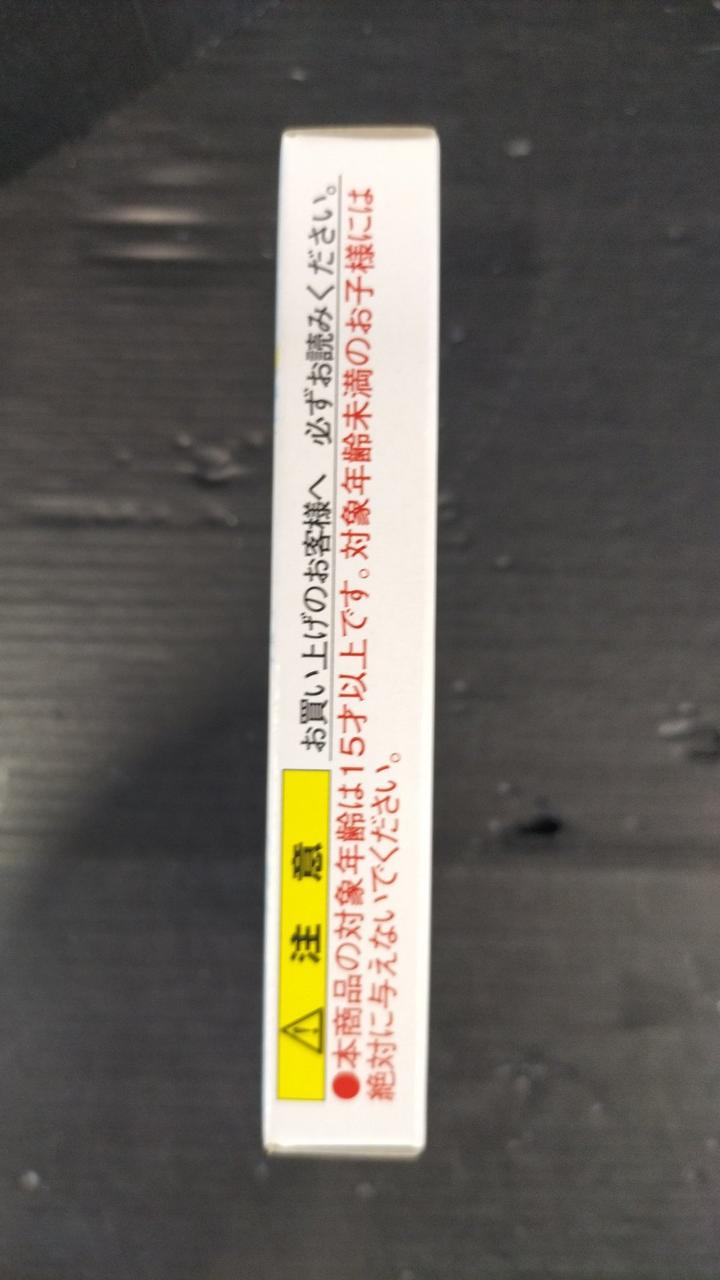 ⚠ 注 意 お買い上げのお客様へ 必ずお読みください。
●本商品の対象年齢は15才以上です。対象年齢未満のお子様には
絶対に与えないでください。